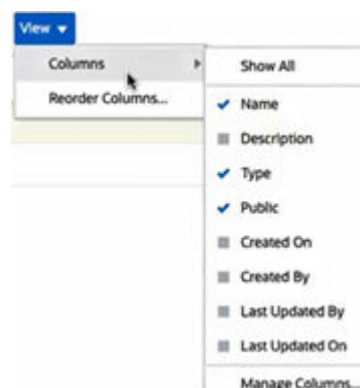 View
Columns
Reorder Columns...
Show All
Name
Description
Type
Public
Created On
Created By
Last Updated By
Last Updated On
Manage Columns...